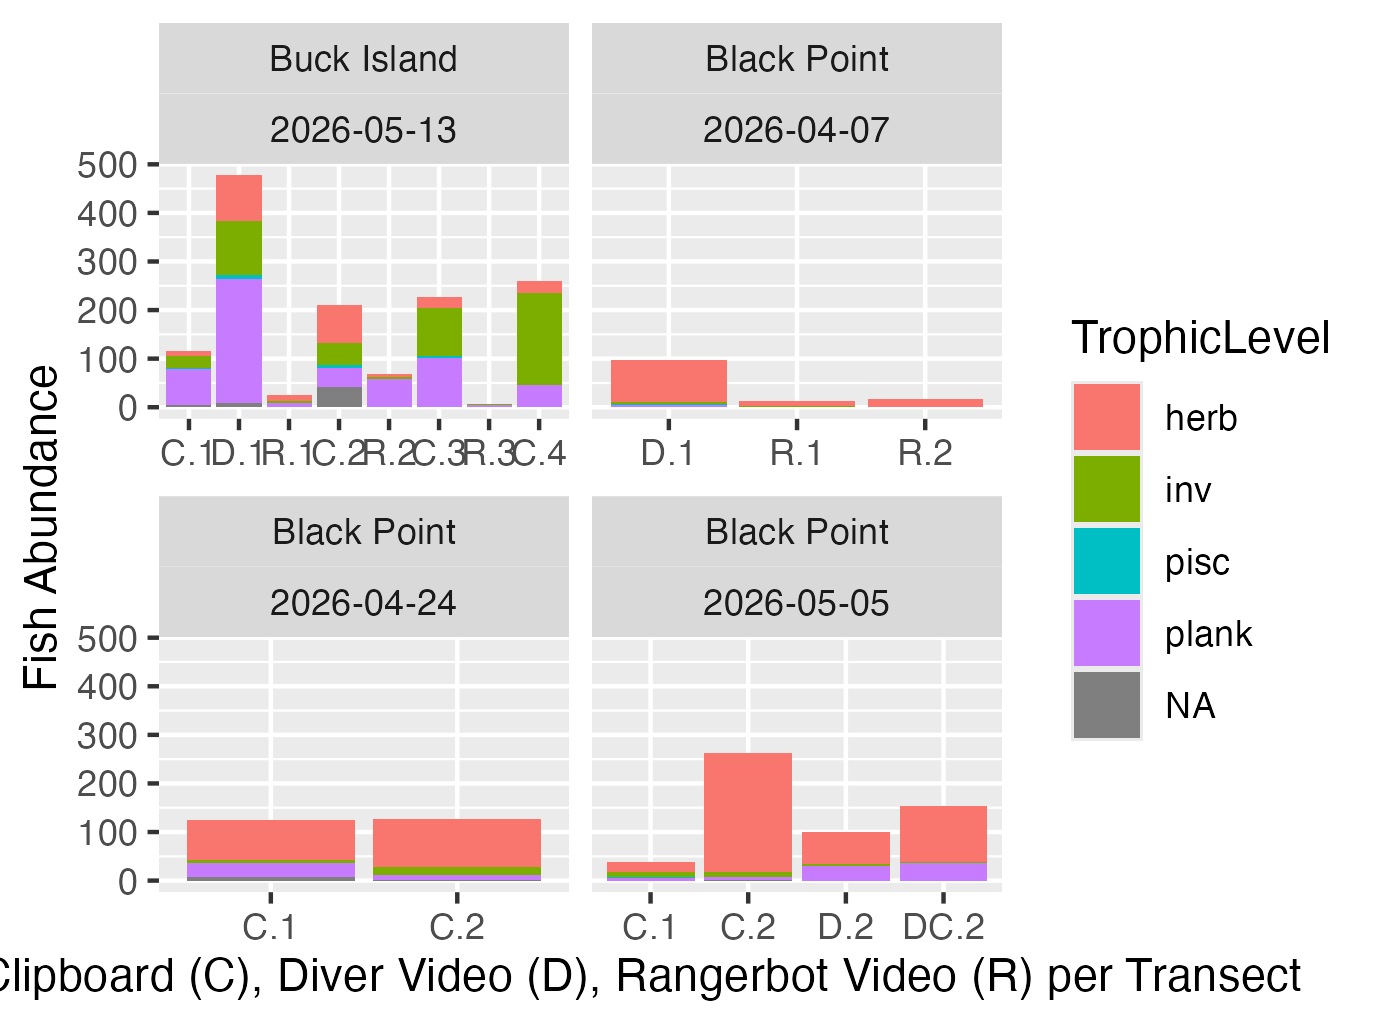 Buck Island
Black Point
2026-05-13
2026-04-07
500
400
300
200
100
0
C.1 D.1 R.1 C.2 R.2 C.3 R.3 C.4
D.1 R.1 R.2
Black Point
Black Point
2026-04-24
2026-05-05
500
400
300
200
100
0
C.1 C.2
C.1 C.2 D.2 DC.2
Fish Abundance
Clipboard (C), Diver Video (D), Rangerbot Video (R) per Transect
TrophicLevel
herb
inv
pisc
plank
NA